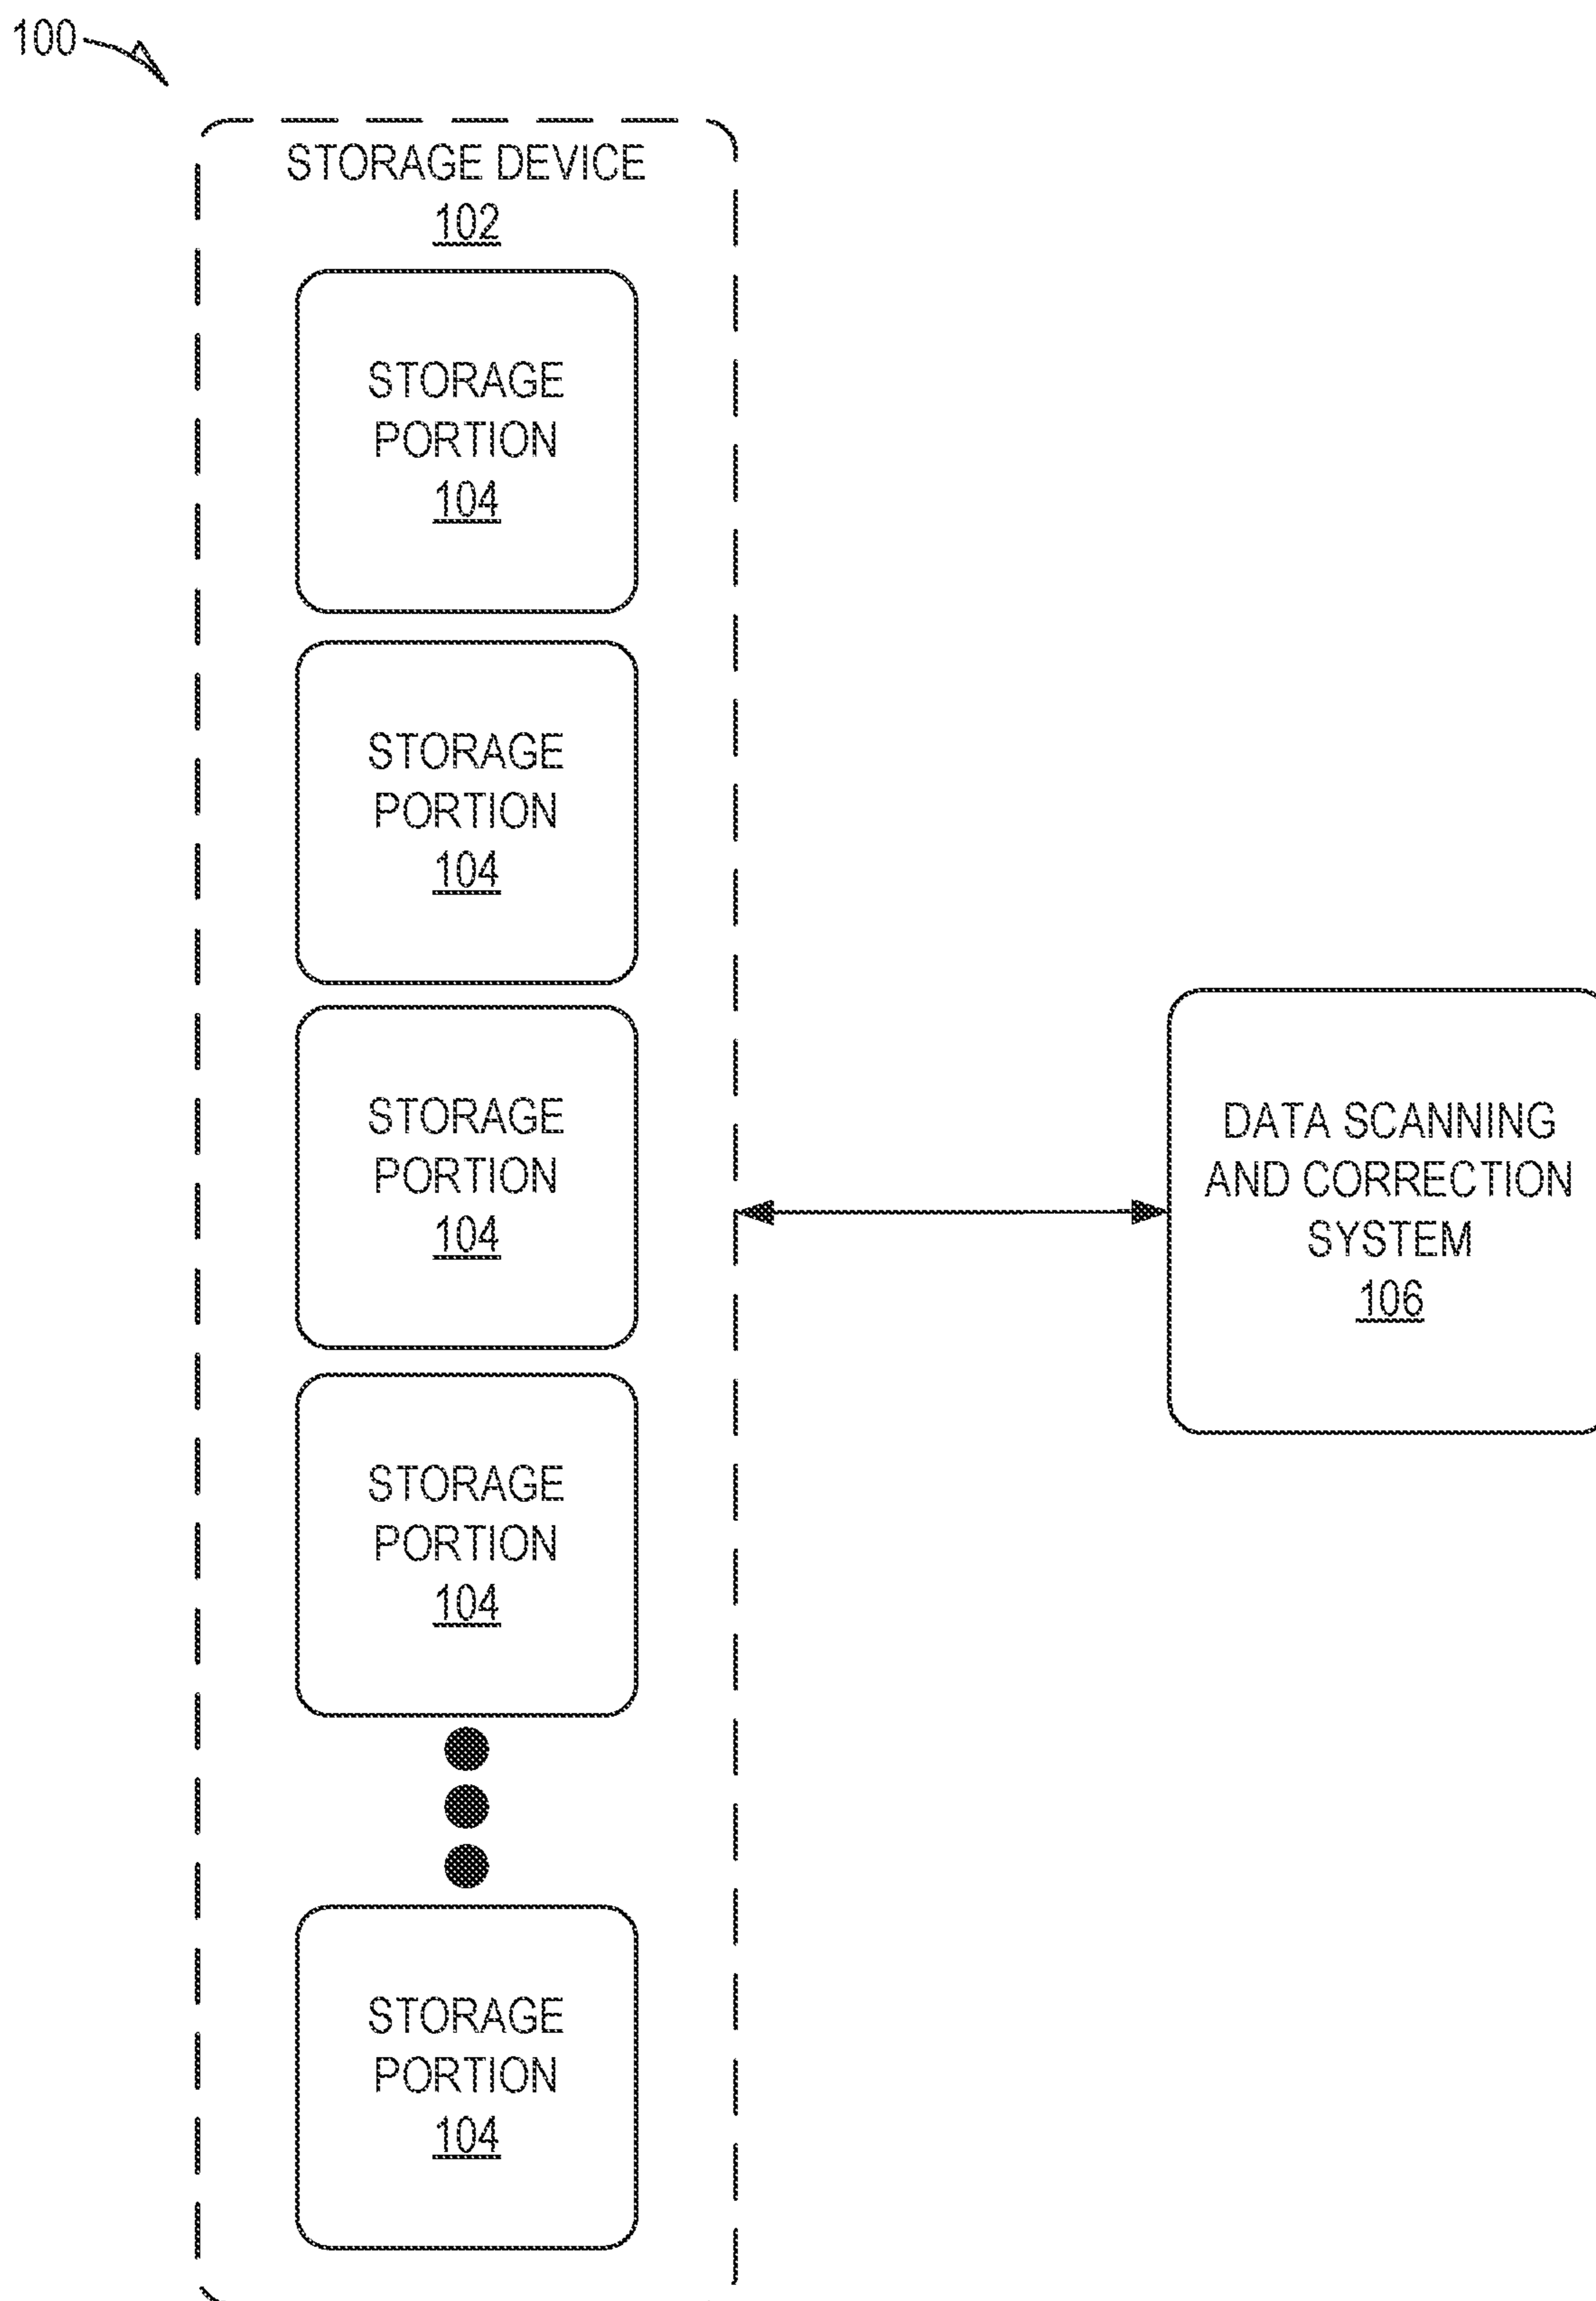 100
STORAGE DEVICE
102
STORAGE
PORTION
104
STORAGE
PORTION
104
STORAGE
PORTION
104
DATA SCANNING
AND CORRECTION
SYSTEM
106
STORAGE
PORTION
104
STORAGE
PORTION
104